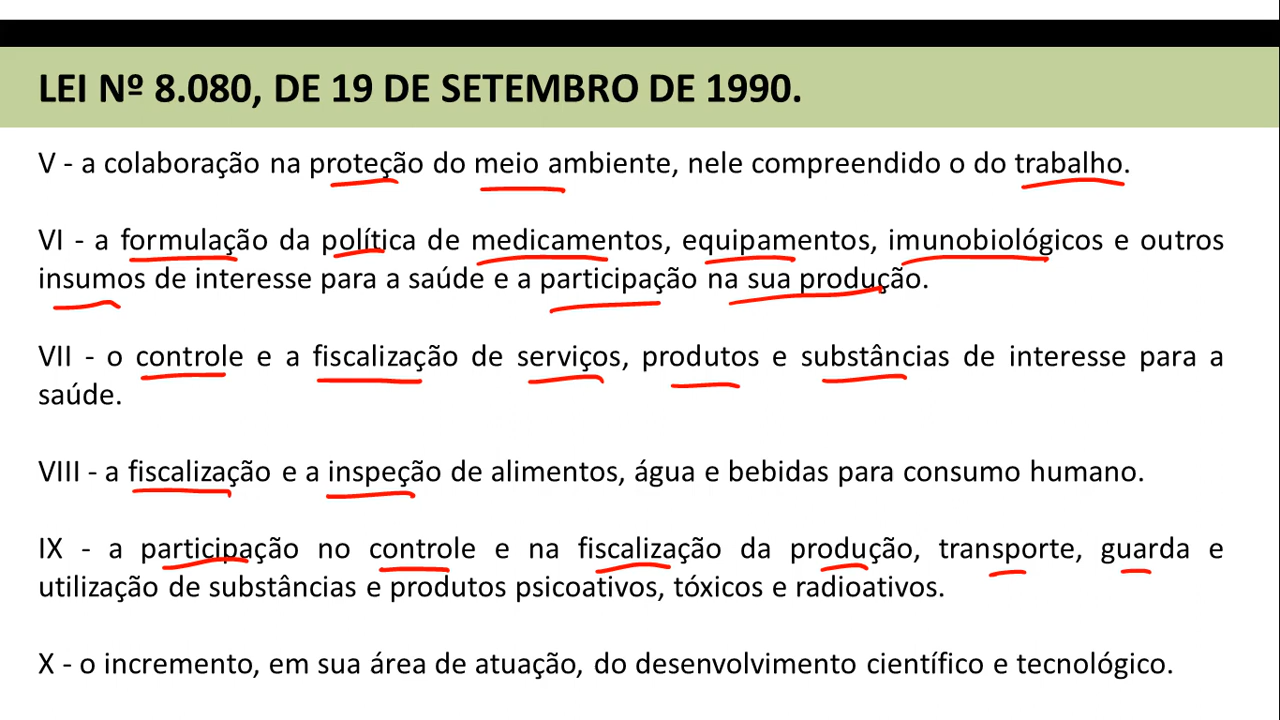 LEI Nº 8.080, DE 19 DE SETEMBRO DE 1990.
V - a colaboração na proteção do meio ambiente, nele compreendido o do trabalho.
VI - a formulação da política de medicamentos, equipamentos, imunobiológicos e outros
insumos de interesse para a saúde e a participação na sua produção.
VII - o controle e a fiscalização de serviços, produtos e substâncias de interesse para a
saúde.
VIII - a fiscalização e a inspeção de alimentos, água e bebidas para consumo humano.
IX - a participação no controle e na fiscalização da produção, transporte, guarda e
utilização de substâncias e produtos psicoativos, tóxicos e radioativos.
X - o incremento, em sua área de atuação, do desenvolvimento científico e tecnológico.